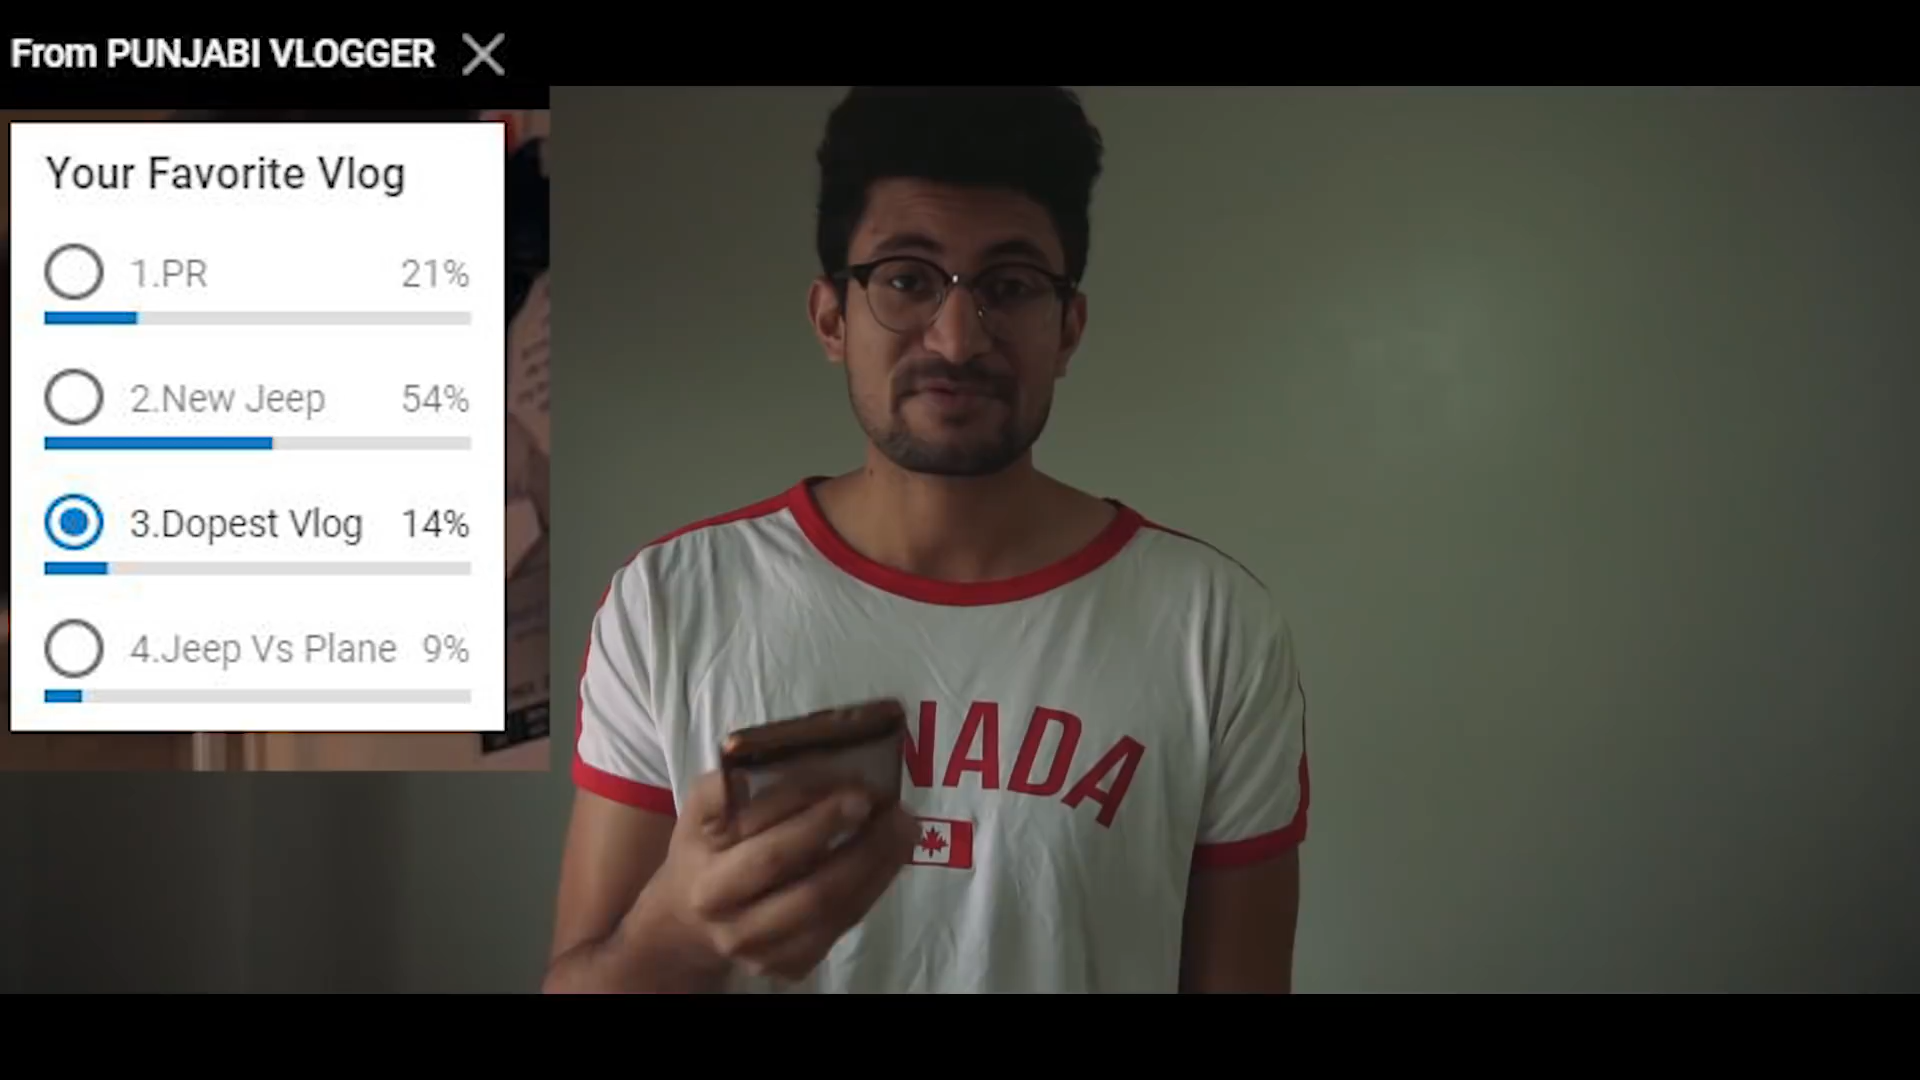 From PUNJABI VLOGGER
Your Favorite Vlog
1.PR 21%
2.New Jeep 54%
3.Dopest Vlog 14%
4.Jeep Vs Plane 9%
NADA